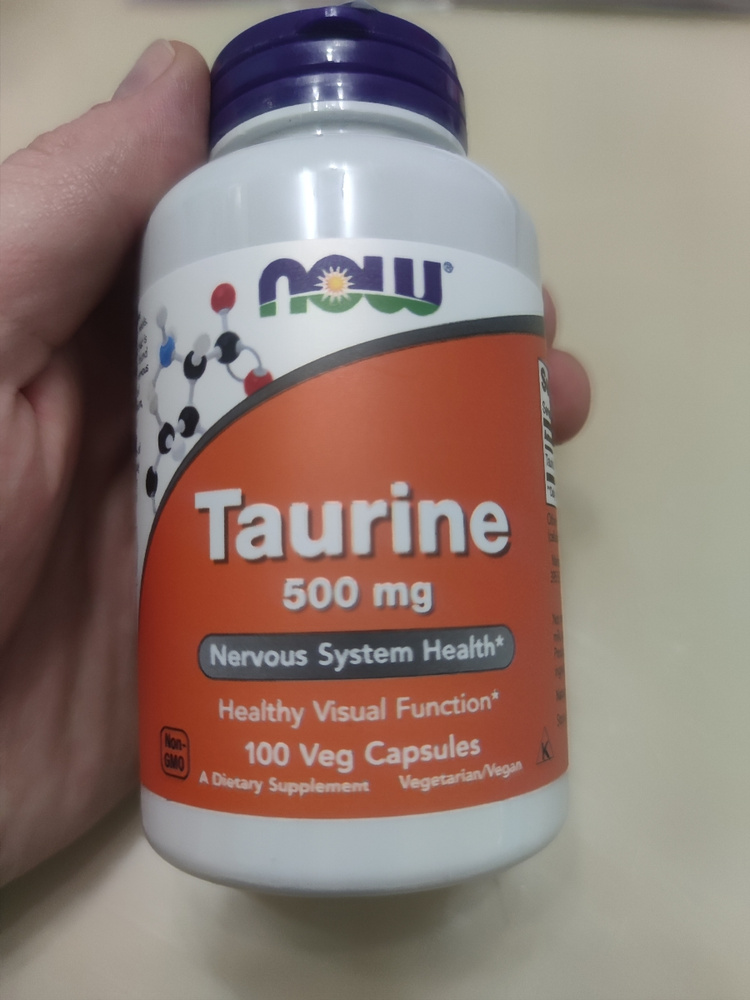 NOW®
Taurine
500 mg
Nervous System Health*
Healthy Visual Function*
Non-
GMO
100 Veg Capsules
A Dietary Supplement Vegetarian/Vegan
K